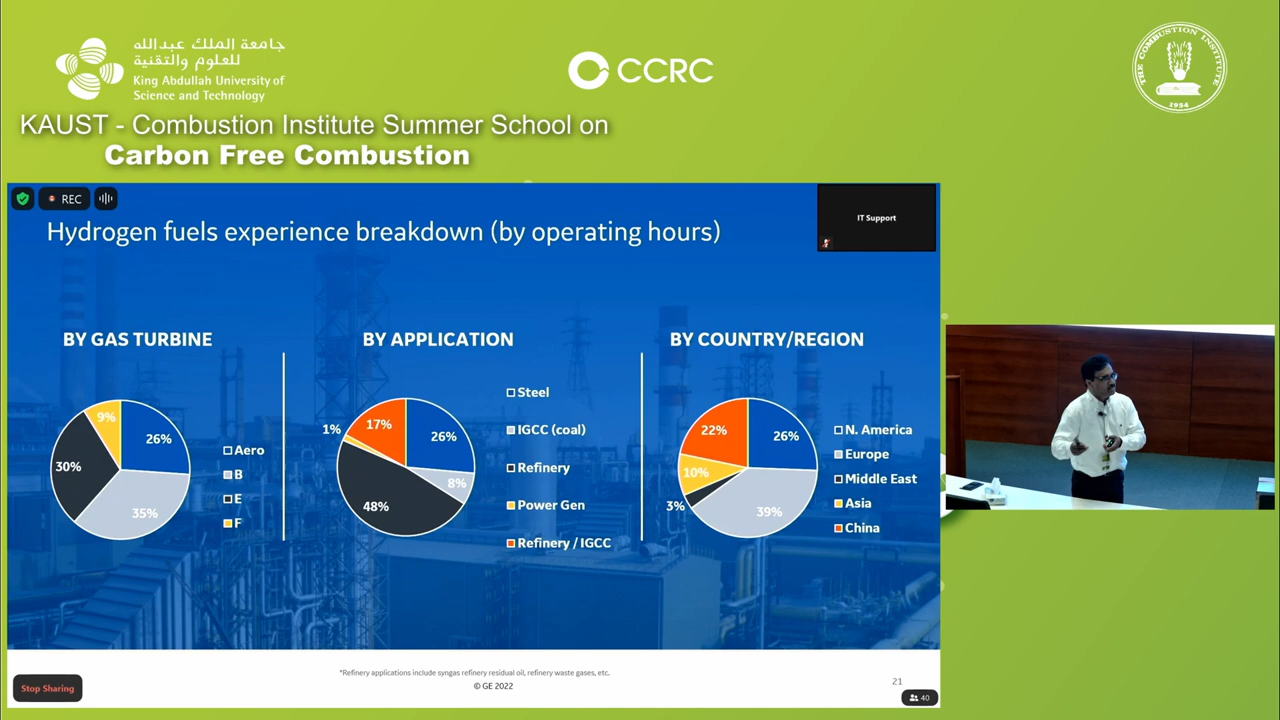 جامعة الملك عبدالله
للعلوم والتقنية
King Abdullah University of
Science and Technology
CCRC
THE COMBUSTION INSTITUTE
1954
KAUST - Combustion Institute Summer School on
Carbon Free Combustion
REC
IT Support
Hydrogen fuels experience breakdown (by operating hours)
BY GAS TURBINE
9%
26%
30%
35%
Aero
B
E
F
BY APPLICATION
1%
17%
26%
8%
48%
Steel
IGCC (coal)
Refinery
Power Gen
Refinery / IGCC
BY COUNTRY/REGION
22%
26%
10%
3%
39%
N. America
Europe
Middle East
Asia
China
*Refinery applications include syngas refinery residual oil, refinery waste gases, etc.
© GE 2022
21
Stop Sharing
40